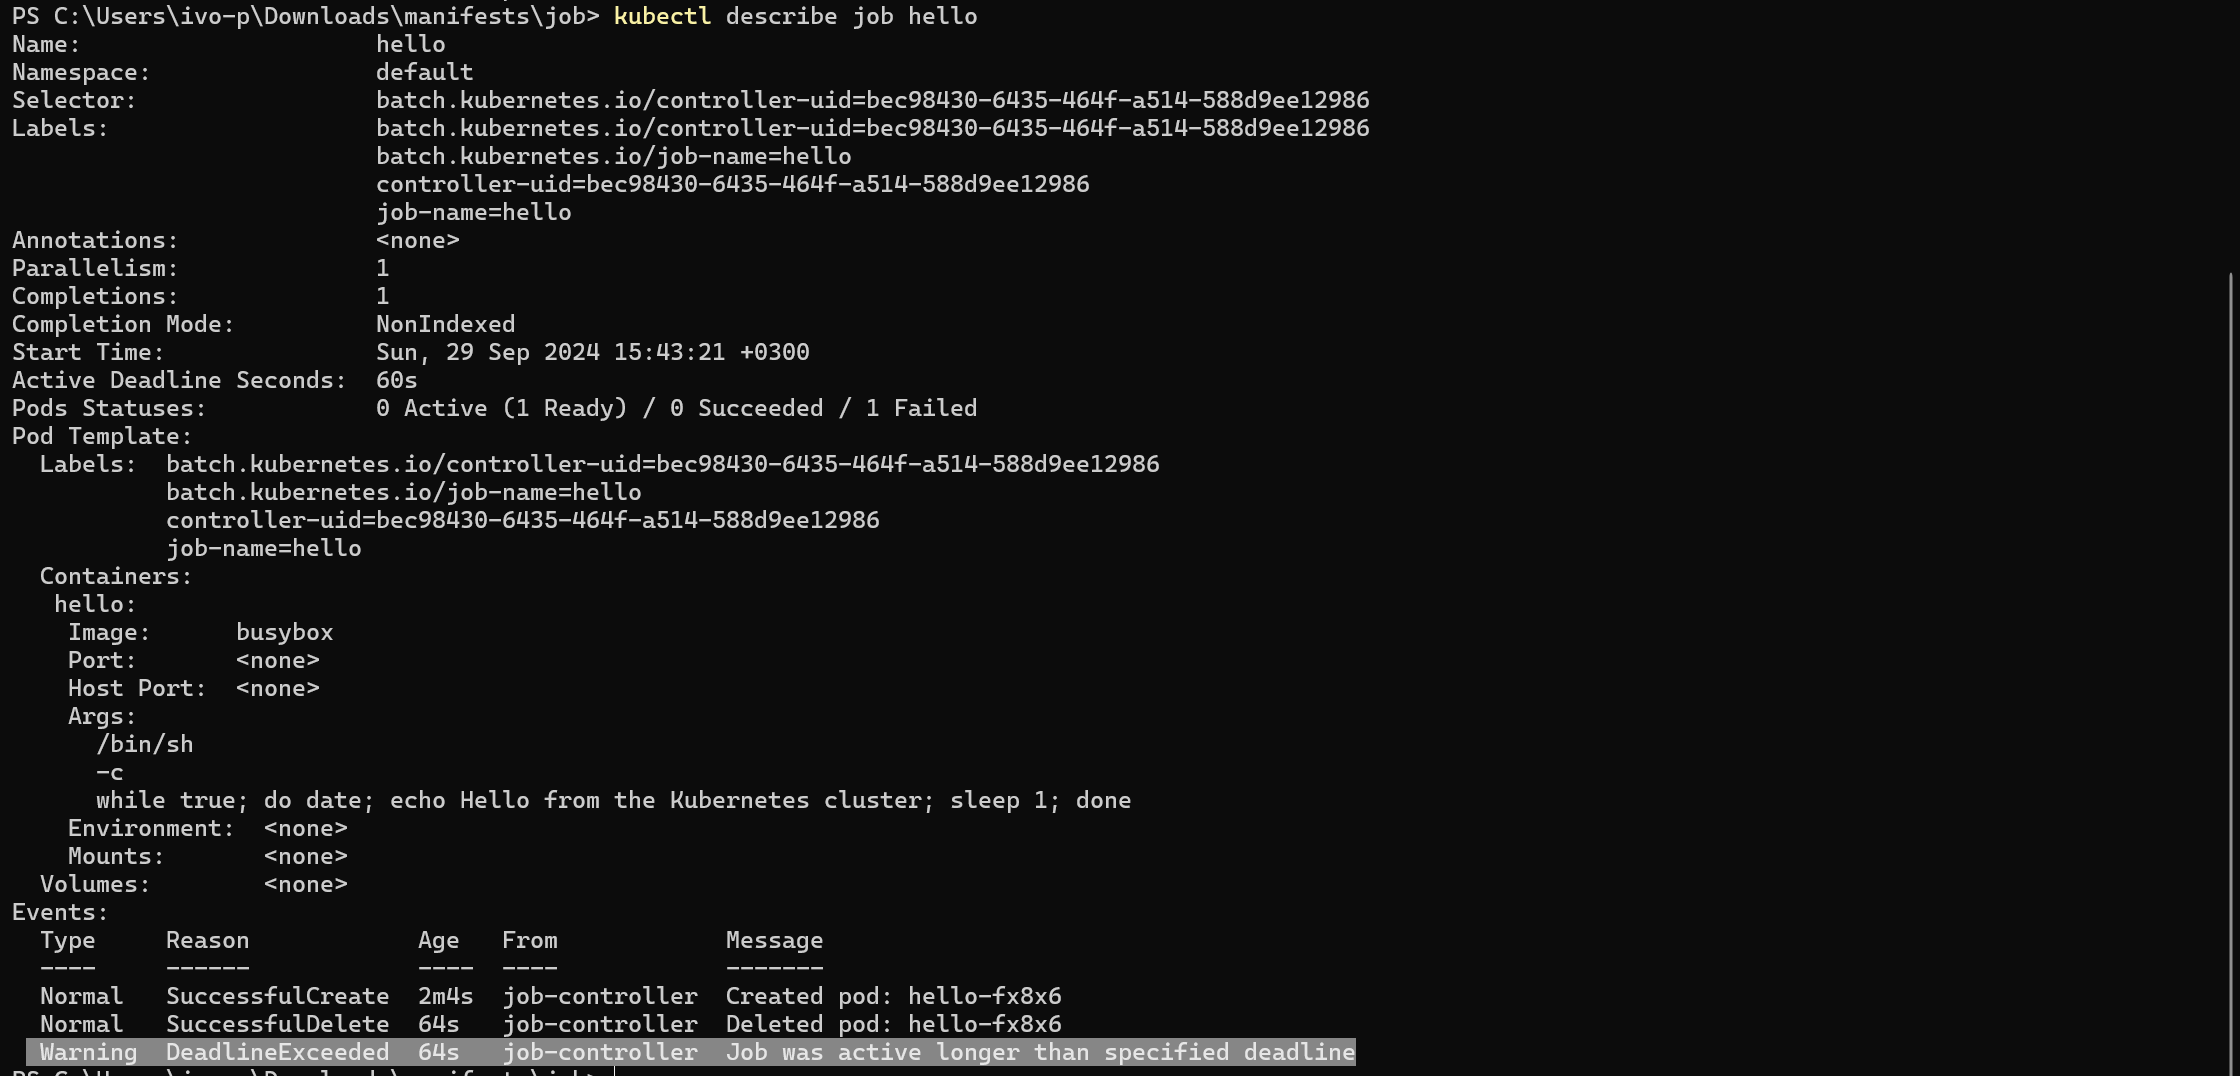 PS C:\Users\ivo-p\Downloads\manifests\job> kubectl describe job hello
Name:                     hello
Namespace:                default
Selector:                 batch.kubernetes.io/controller-uid=bec98430-6435-464f-a514-588d9ee12986
Labels:                   batch.kubernetes.io/controller-uid=bec98430-6435-464f-a514-588d9ee12986
                          batch.kubernetes.io/job-name=hello
                          controller-uid=bec98430-6435-464f-a514-588d9ee12986
                          job-name=hello
Annotations:              <none>
Parallelism:              1
Completions:              1
Completion Mode:          NonIndexed
Start Time:               Sun, 29 Sep 2024 15:43:21 +0300
Active Deadline Seconds:  60s
Pods Statuses:            0 Active (1 Ready) / 0 Succeeded / 1 Failed
Pod Template:
  Labels:  batch.kubernetes.io/controller-uid=bec98430-6435-464f-a514-588d9ee12986
           batch.kubernetes.io/job-name=hello
           controller-uid=bec98430-6435-464f-a514-588d9ee12986
           job-name=hello
  Containers:
   hello:
    Image:      busybox
    Port:       <none>
    Host Port:  <none>
    Args:
      /bin/sh
      -c
      while true; do date; echo Hello from the Kubernetes cluster; sleep 1; done
    Environment:  <none>
    Mounts:       <none>
  Volumes:        <none>
Events:
  Type     Reason            Age   From            Message
  ----     ------            ----  ----            -------
  Normal   SuccessfulCreate  2m4s  job-controller  Created pod: hello-fx8x6
  Normal   SuccessfulDelete  64s   job-controller  Deleted pod: hello-fx8x6
  Warning  DeadlineExceeded  64s   job-controller  Job was active longer than specified deadline
PS C:\Users\ivo-p\Downloads\manifests\job>